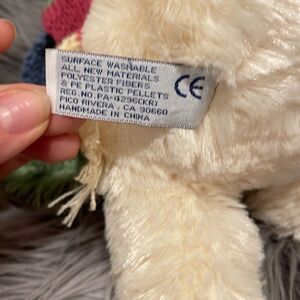 SURFACE WASHABLE
ALL NEW MATERIALS
POLYESTER FIBERS
& PE PLASTIC PELLETS
REG.NO.PA-4296(KR)
PICO RIVERA, CA 90660
HANDMADE IN CHINA
CE